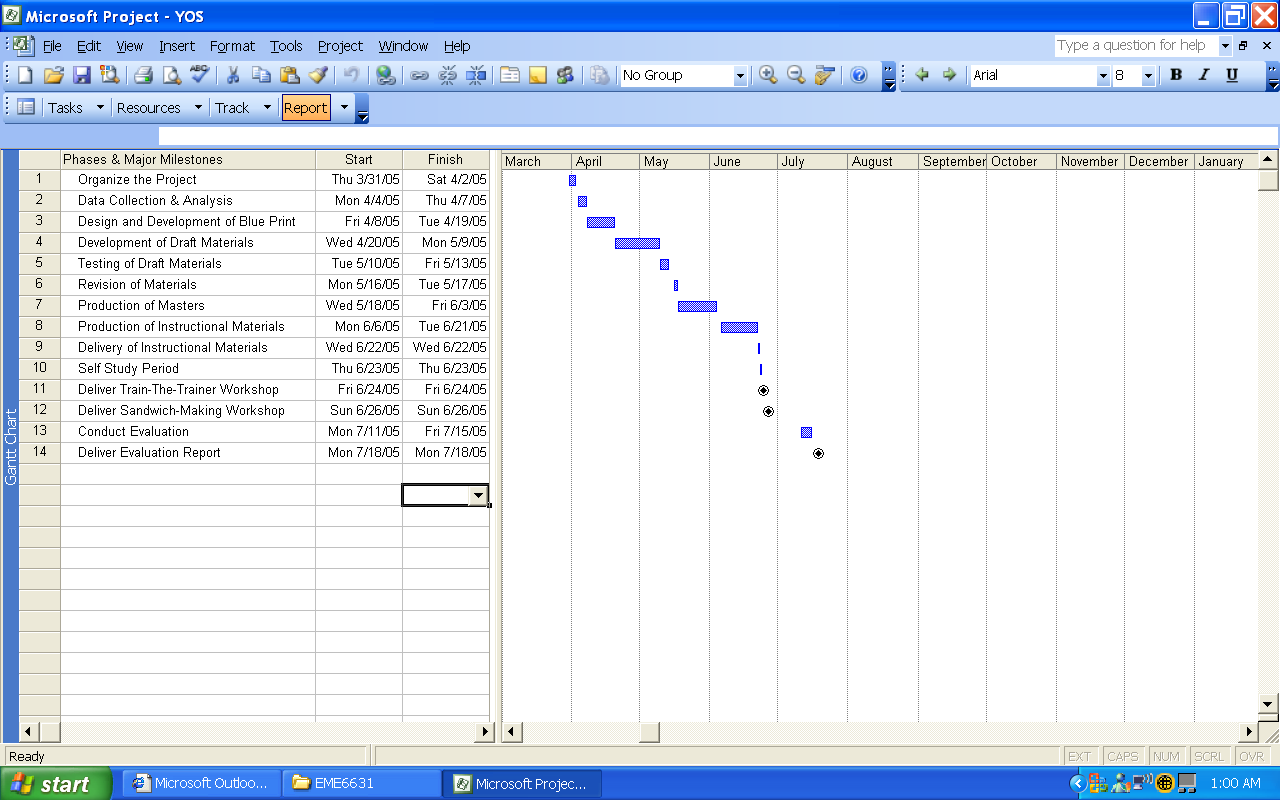 Microsoft Project - YOS
File Edit View Insert Format Tools Project Window Help Type a question for help
No Group Arial 8 B I U
Tasks Resources Track Report
Phases & Major Milestones Start Finish March April May June July August September October November December January
1 Organize the Project Thu 3/31/05 Sat 4/2/05
2 Data Collection & Analysis Mon 4/4/05 Thu 4/7/05
3 Design and Development of Blue Print Fri 4/8/05 Tue 4/19/05
4 Development of Draft Materials Wed 4/20/05 Mon 5/9/05
5 Testing of Draft Materials Tue 5/10/05 Fri 5/13/05
6 Revision of Materials Mon 5/16/05 Tue 5/17/05
7 Production of Masters Wed 5/18/05 Fri 6/3/05
8 Production of Instructional Materials Mon 6/6/05 Tue 6/21/05
9 Delivery of Instructional Materials Wed 6/22/05 Wed 6/22/05
10 Self Study Period Thu 6/23/05 Thu 6/23/05
11 Deliver Train-The-Trainer Workshop Fri 6/24/05 Fri 6/24/05
12 Deliver Sandwich-Making Workshop Sun 6/26/05 Sun 6/26/05
13 Conduct Evaluation Mon 7/11/05 Fri 7/15/05
14 Deliver Evaluation Report Mon 7/18/05 Mon 7/18/05
Gantt Chart
Ready EXT CAPS NUM SCRL OVR
start Microsoft Outloo... EME6631 Microsoft Projec... 1:00 AM